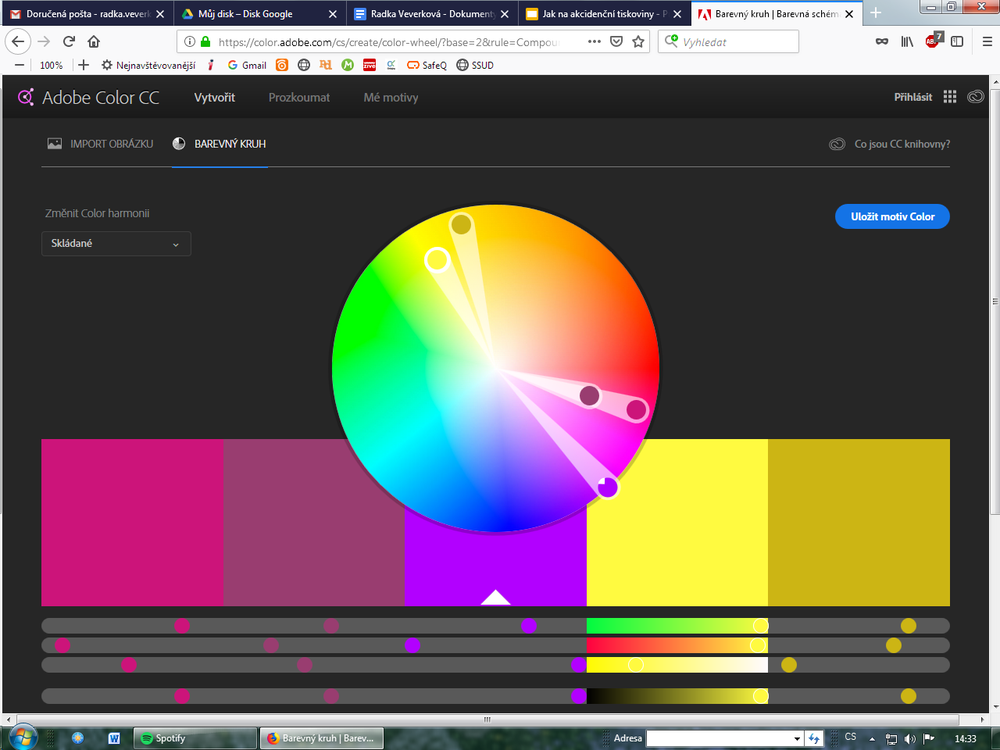 Doručená pošta - radka.veverk
Můj disk – Disk Google
Radka Veverková - Dokumenty
Jak na akcidenční tiskoviny - P
Barevný kruh | Barevná schém
https://color.adobe.com/cs/create/color-wheel/?base=2&rule=Compou
Vyhledat
7
100%
Nejnavštěvovanější
Gmail
SafeQ
SSUD
Adobe Color CC
Vytvořit
Prozkoumat
Mé motivy
Přihlásit
IMPORT OBRÁZKU
BAREVNÝ KRUH
Co jsou CC knihovny?
Změnit Color harmonii
Skládané
Uložit motiv Color
Spotify
Barevný kruh | Barev...
Adresa
CS
14:33